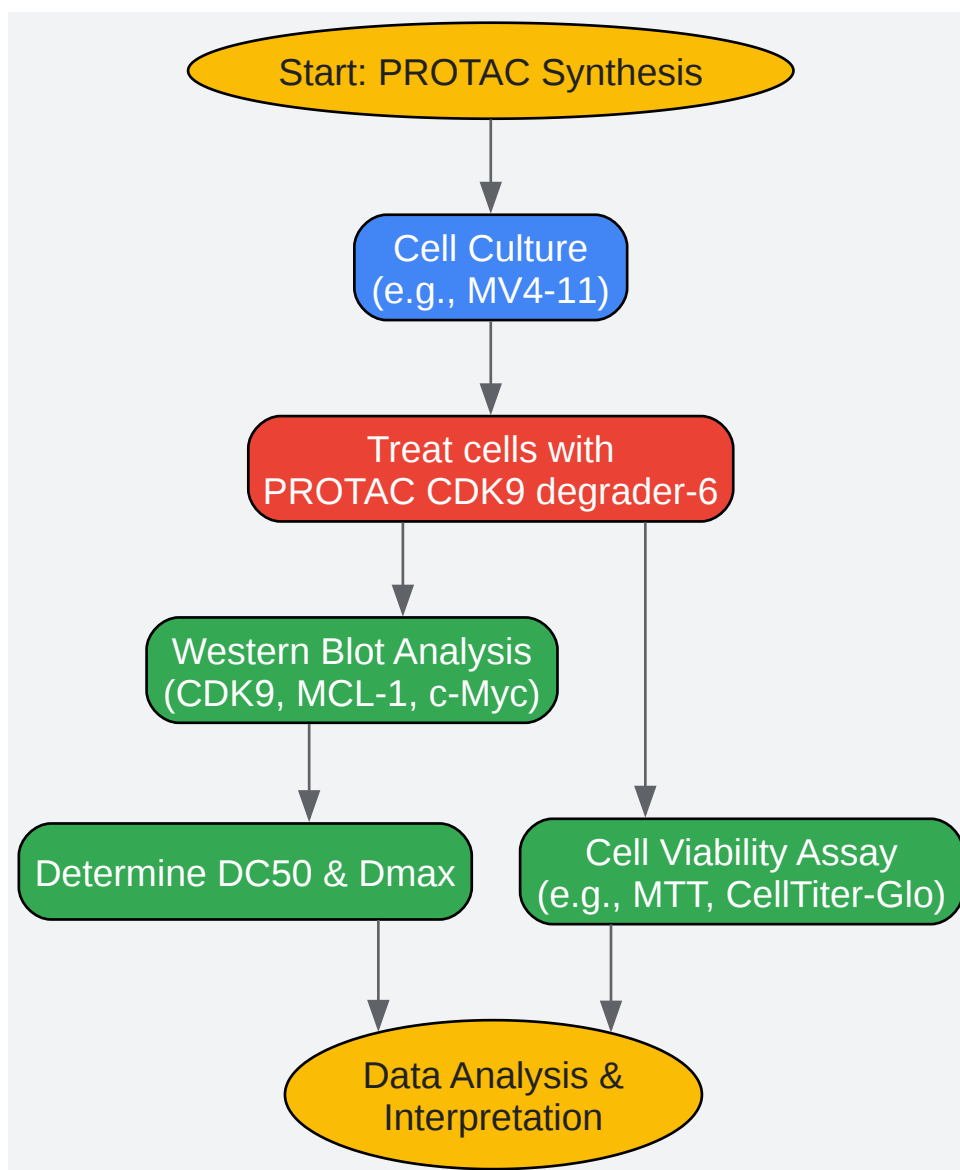 Start: PROTAC Synthesis
Cell Culture
(e.g., MV4-11)
Treat cells with
PROTAC CDK9 degrader-6
Western Blot Analysis
(CDK9, MCL-1, c-Myc)
Determine DC50 & Dmax
Cell Viability Assay
(e.g., MTT, CellTiter-Glo)
Data Analysis &
Interpretation